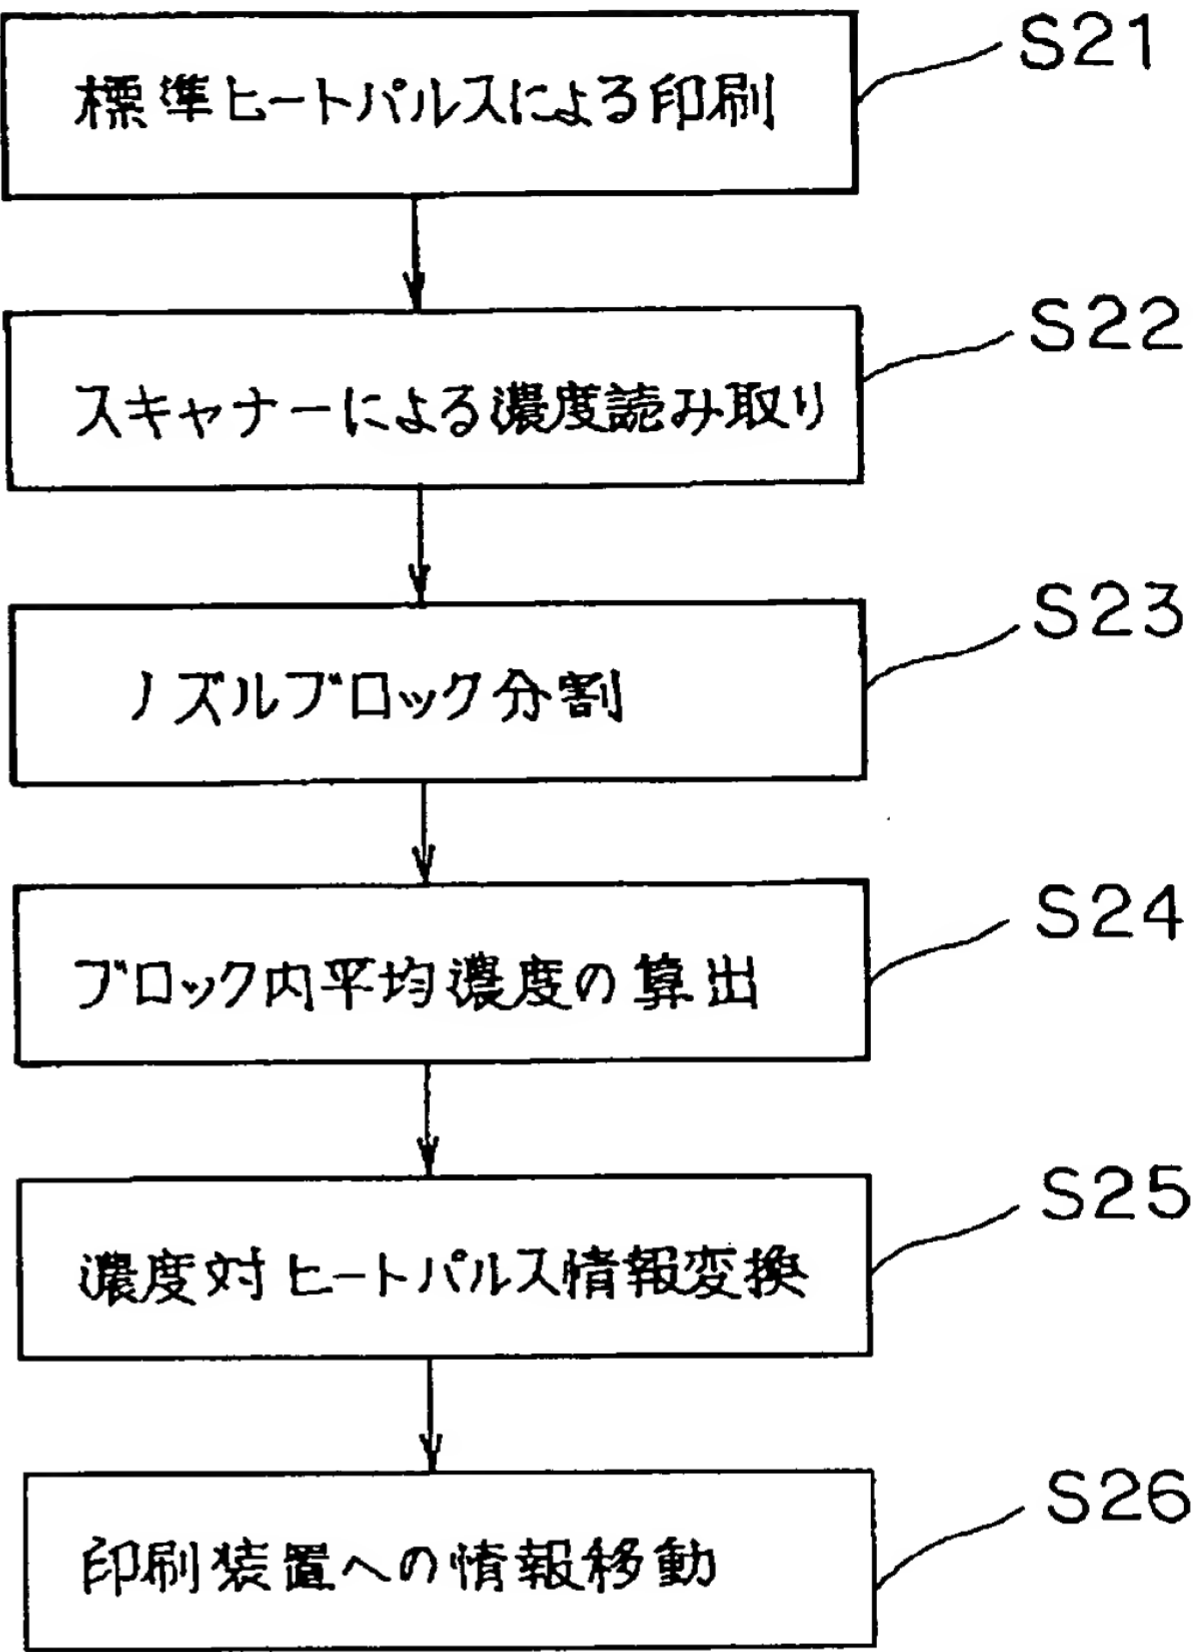 S21
標準ヒートパルスによる印刷
S22
スキャナーによる濃度読み取り
S23
ノズルブロック分割
S24
ブロック内平均濃度の算出
S25
濃度対ヒートパルス情報変換
S26
印刷装置への情報移動